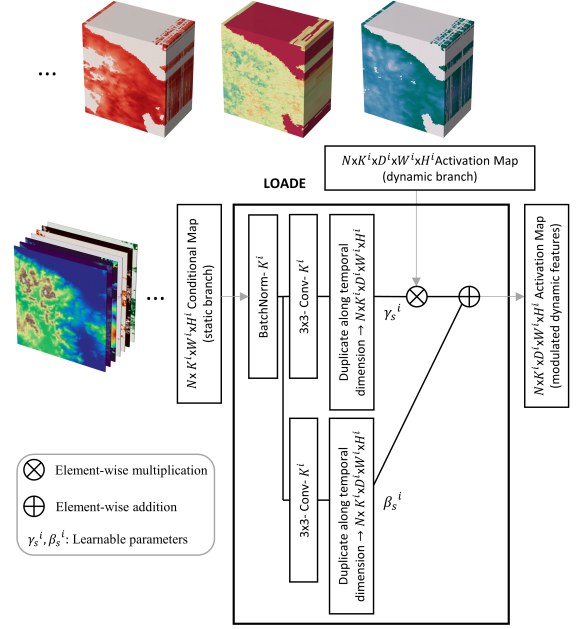 ...
N x K^i x D^i x W^i x H^i Activation Map
(dynamic branch)
LOADE
...
N x K^i x W^i x H^i Conditional Map
(static branch)
BatchNorm- K^i
3x3- Conv- K^i
Duplicate along temporal
dimension → N x K^i x D^i x W^i x H^i
γ_s^i
N x K^i x D^i x W^i x H^i Activation Map
(modulated dynamic features)
3x3- Conv- K^i
Duplicate along temporal
dimension → N x K^i x D^i x W^i x H^i
β_s^i
Element-wise multiplication
Element-wise addition
γ_s^i, β_s^i: Learnable parameters